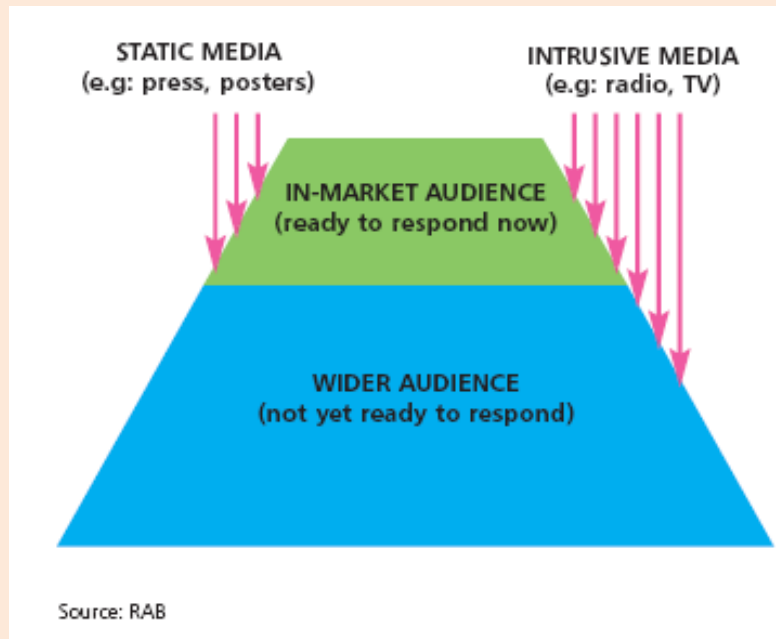 STATIC MEDIA
(e.g: press, posters)
INTRUSIVE MEDIA
(e.g: radio, TV)
IN-MARKET AUDIENCE
(ready to respond now)
WIDER AUDIENCE
(not yet ready to respond)
Source: RAB